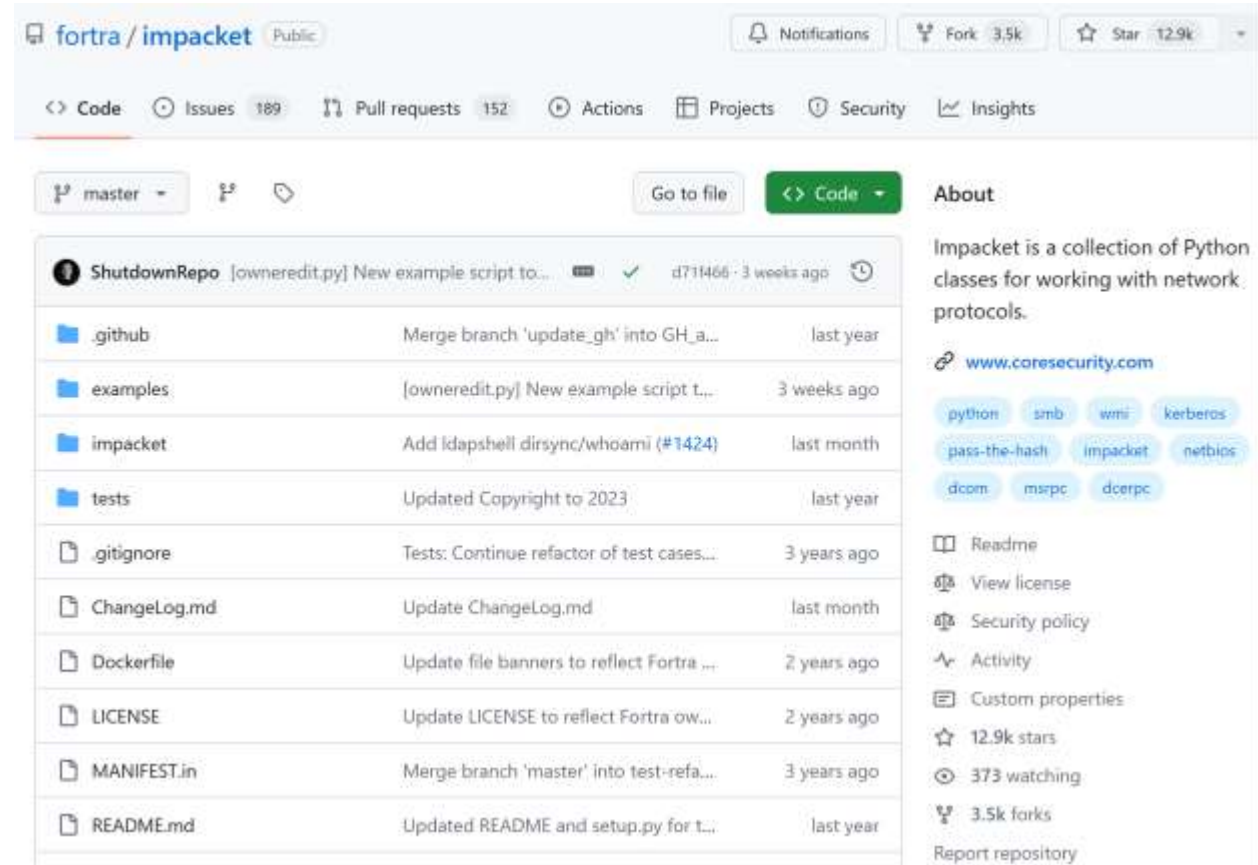 fortra / impacket Public Notifications Fork 3.5k Star 12.9k
Code Issues 189 Pull requests 152 Actions Projects Security Insights
master Go to file Code
ShutdownRepo [owneredit.py] New example script to... d71f466 · 3 weeks ago
.github Merge branch 'update_gh' into GH_a... last year
examples [owneredit.py] New example script t... 3 weeks ago
impacket Add ldapshell dirsync/whoami (#1424) last month
tests Updated Copyright to 2023 last year
.gitignore Tests: Continue refactor of test cases... 3 years ago
ChangeLog.md Update ChangeLog.md last month
Dockerfile Update file banners to reflect Fortra ... 2 years ago
LICENSE Update LICENSE to reflect Fortra ow... 2 years ago
MANIFEST.in Merge branch 'master' into test-refa... 3 years ago
README.md Updated README and setup.py for t... last year
About
Impacket is a collection of Python
classes for working with network
protocols.
www.coresecurity.com
python smb wmi kerberos
pass-the-hash impacket netbios
dcom msrpc dcerpc
Readme
View license
Security policy
Activity
Custom properties
12.9k stars
373 watching
3.5k forks
Report repository